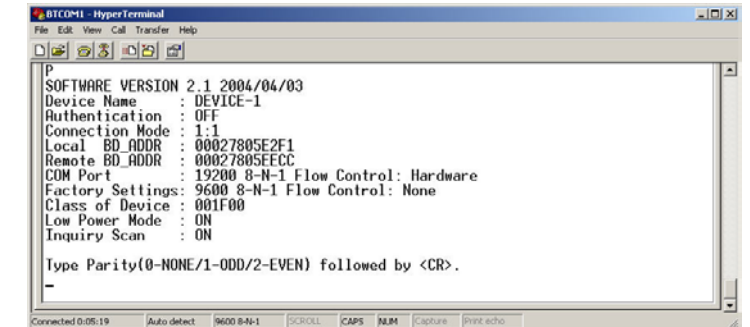 BTCOM1 - HyperTerminal
File Edit View Call Transfer Help
P
SOFTWARE VERSION 2.1 2004/04/03
Device Name : DEVICE-1
Authentication : OFF
Connection Mode : 1:1
Local BD_ADDR : 00027805E2F1
Remote BD_ADDR : 00027805EECC
COM Port : 19200 8-N-1 Flow Control: Hardware
Factory Settings: 9600 8-N-1 Flow Control: None
Class of Device : 001F00
Low Power Mode : ON
Inquiry Scan : ON
Type Parity(0-NONE/1-ODD/2-EVEN) followed by <CR>.
Connected 0:05:19 Auto detect 9600 8-N-1 SCROLL CAPS NUM Capture Print echo